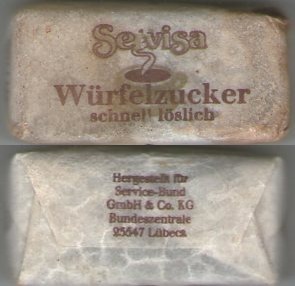 Servisa
Würfelzucker
schnell löslich
Hergestellt für
Service-Bund
GmbH & Co. KG
Bundeszentrale
23547 Lübeck